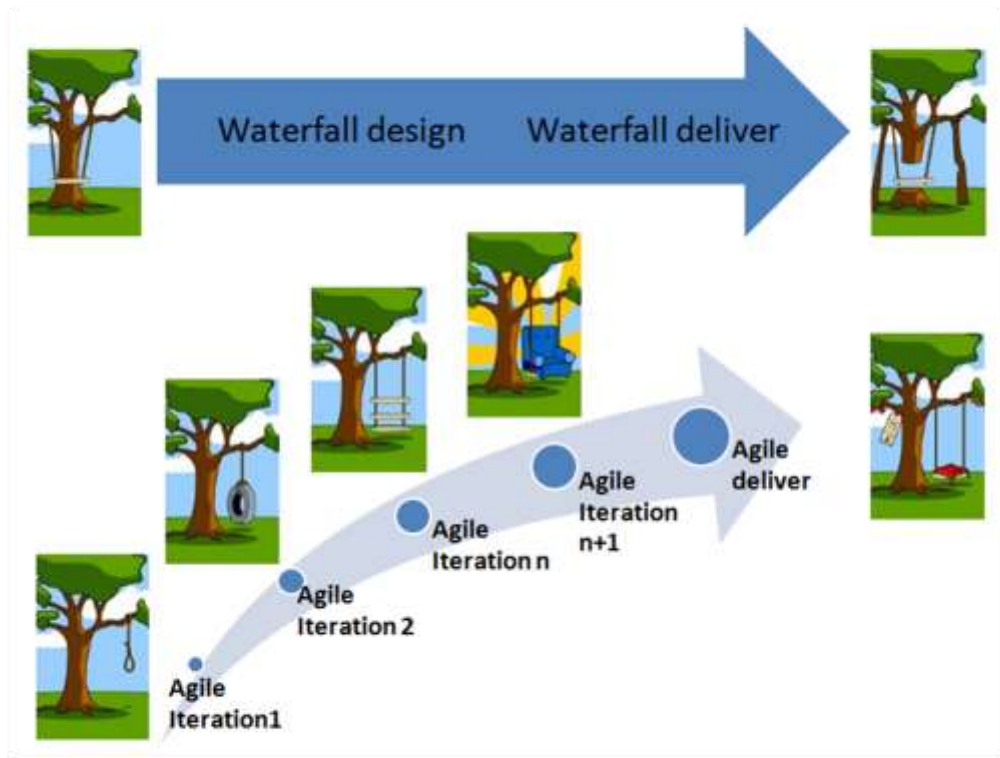 Waterfall design
Waterfall deliver
Agile
deliver
Agile
Iteration
n+1
Agile
Iteration n
Agile
Iteration 2
Agile
Iteration1